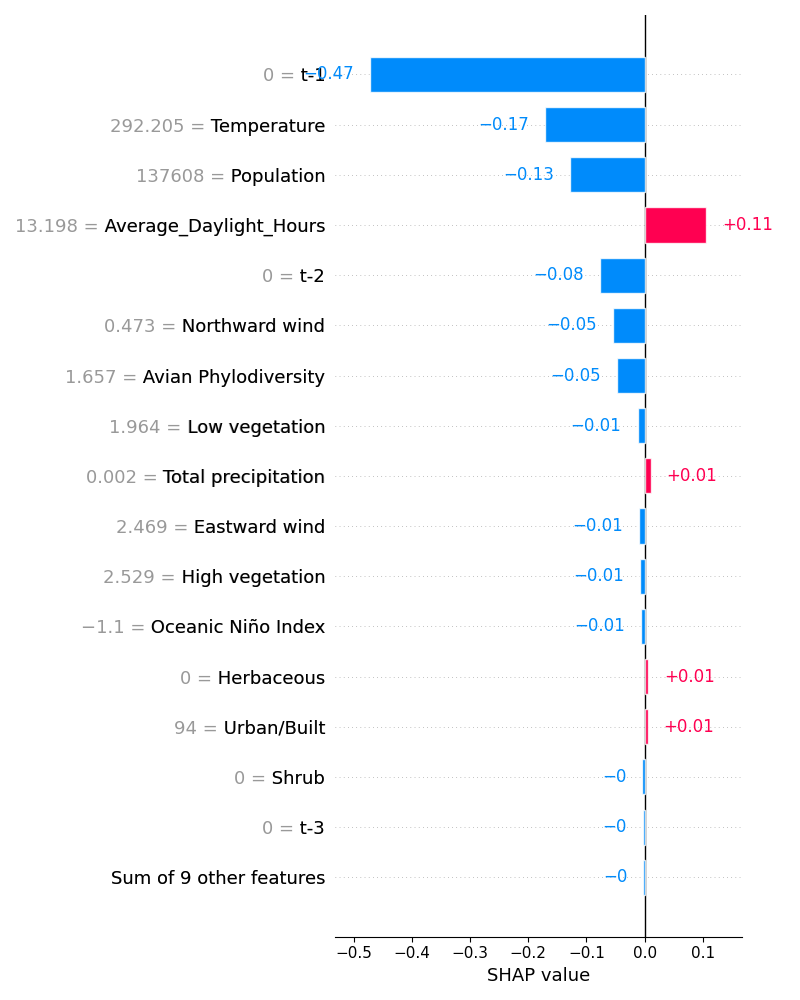 0 = t-1 −0.47
292.205 = Temperature −0.17
137608 = Population −0.13
13.198 = Average_Daylight_Hours +0.11
0 = t-2 −0.08
0.473 = Northward wind −0.05
1.657 = Avian Phylodiversity −0.05
1.964 = Low vegetation −0.01
0.002 = Total precipitation +0.01
2.469 = Eastward wind −0.01
2.529 = High vegetation −0.01
−1.1 = Oceanic Niño Index −0.01
0 = Herbaceous +0.01
94 = Urban/Built +0.01
0 = Shrub −0
0 = t-3 −0
Sum of 9 other features −0
−0.5 −0.4 −0.3 −0.2 −0.1 0.0 0.1
SHAP value